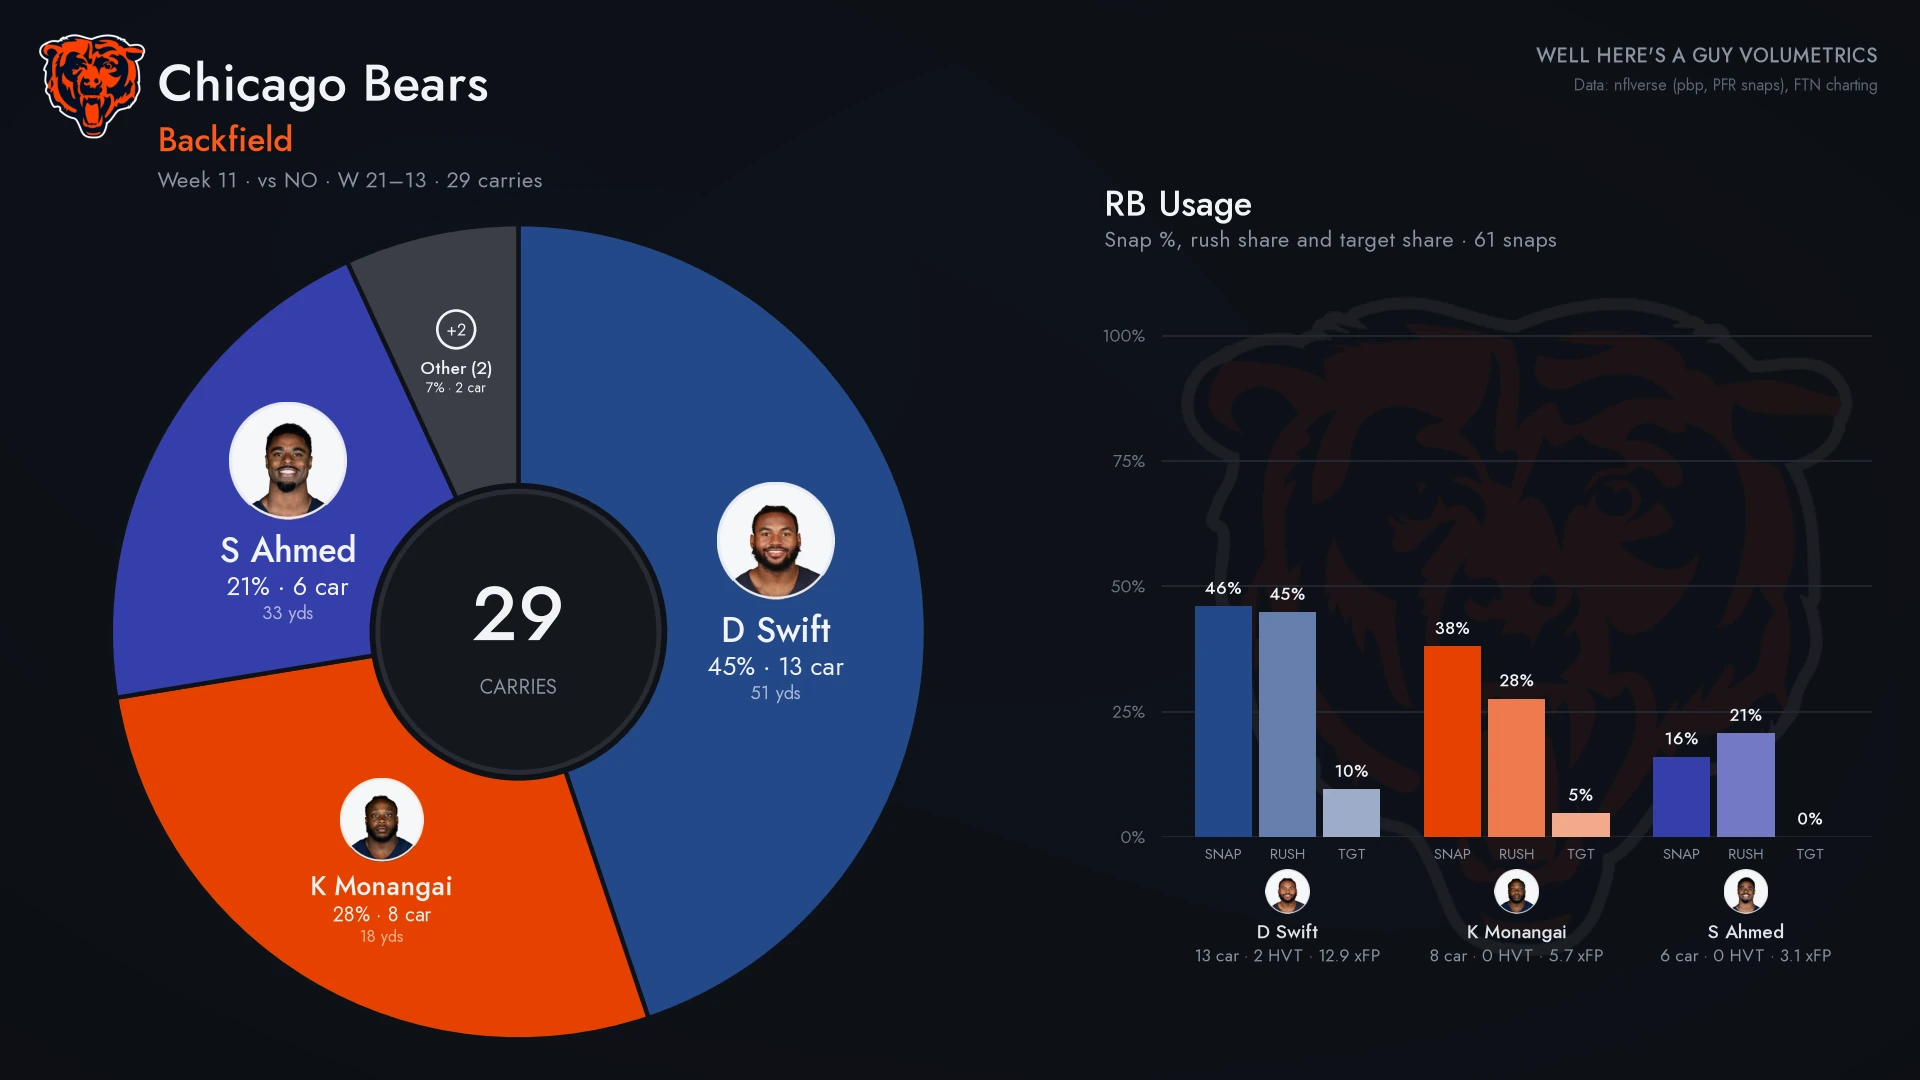 Chicago Bears
Backfield
Week 11 · vs NO · W 21–13 · 29 carries
WELL HERE'S A GUY VOLUMETRICS
Data: nflverse (pbp, PFR snaps), FTN charting
+2
Other (2)
7% · 2 car
S Ahmed
21% · 6 car
33 yds
D Swift
45% · 13 car
51 yds
29
CARRIES
K Monangai
28% · 8 car
18 yds
RB Usage
Snap %, rush share and target share · 61 snaps
100%
75%
50%
25%
0%
46%
45%
10%
38%
28%
5%
16%
21%
0%
SNAP RUSH TGT SNAP RUSH TGT SNAP RUSH TGT
D Swift
13 car · 2 HVT · 12.9 xFP
K Monangai
8 car · 0 HVT · 5.7 xFP
S Ahmed
6 car · 0 HVT · 3.1 xFP